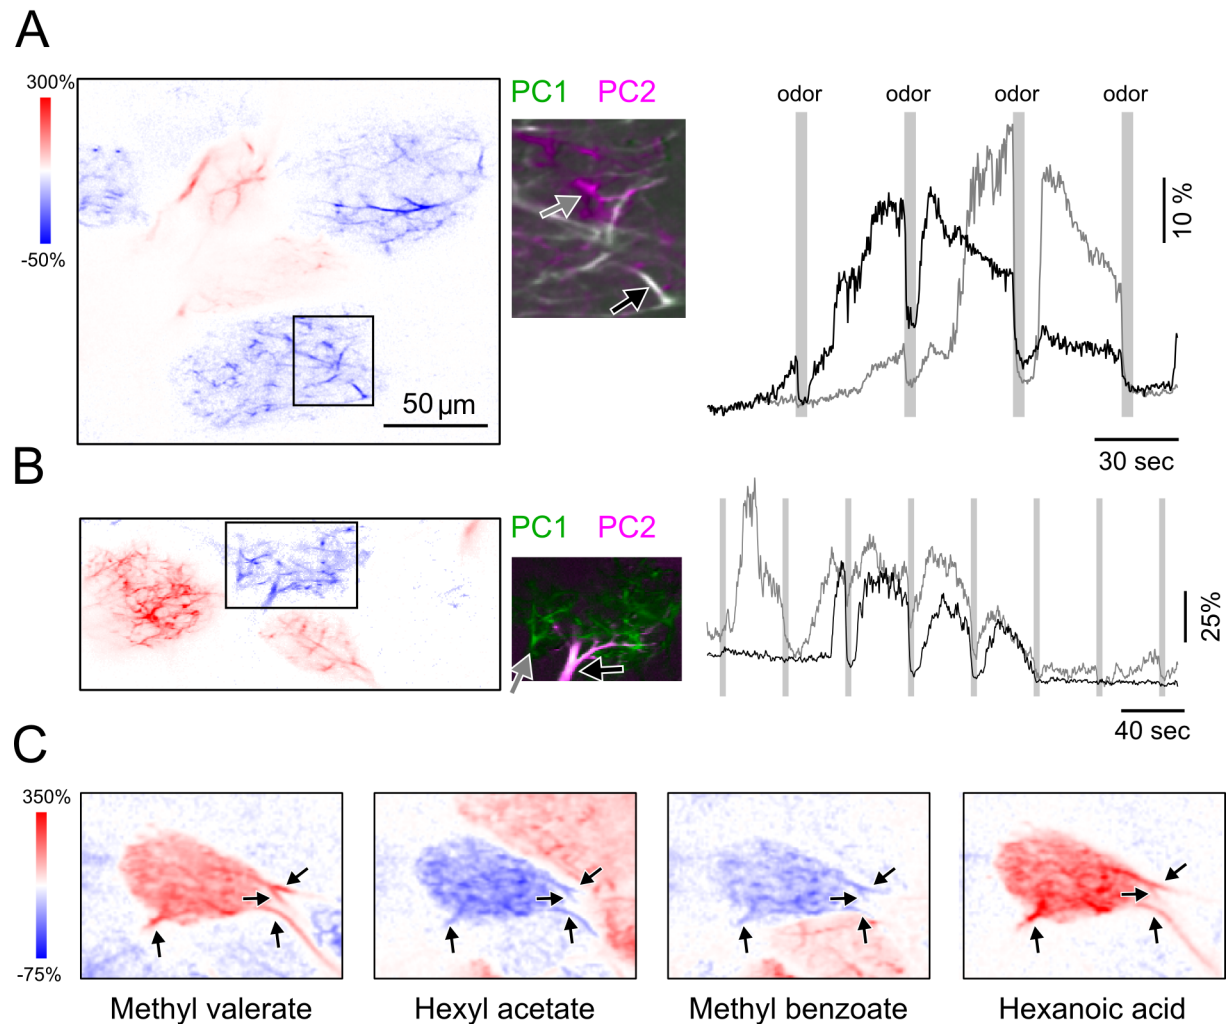 A
300%
-50%
50 µm
PC1 PC2
odor odor odor odor
10 %
30 sec
B
PC1 PC2
25%
40 sec
C
350%
-75%
Methyl valerate
Hexyl acetate
Methyl benzoate
Hexanoic acid